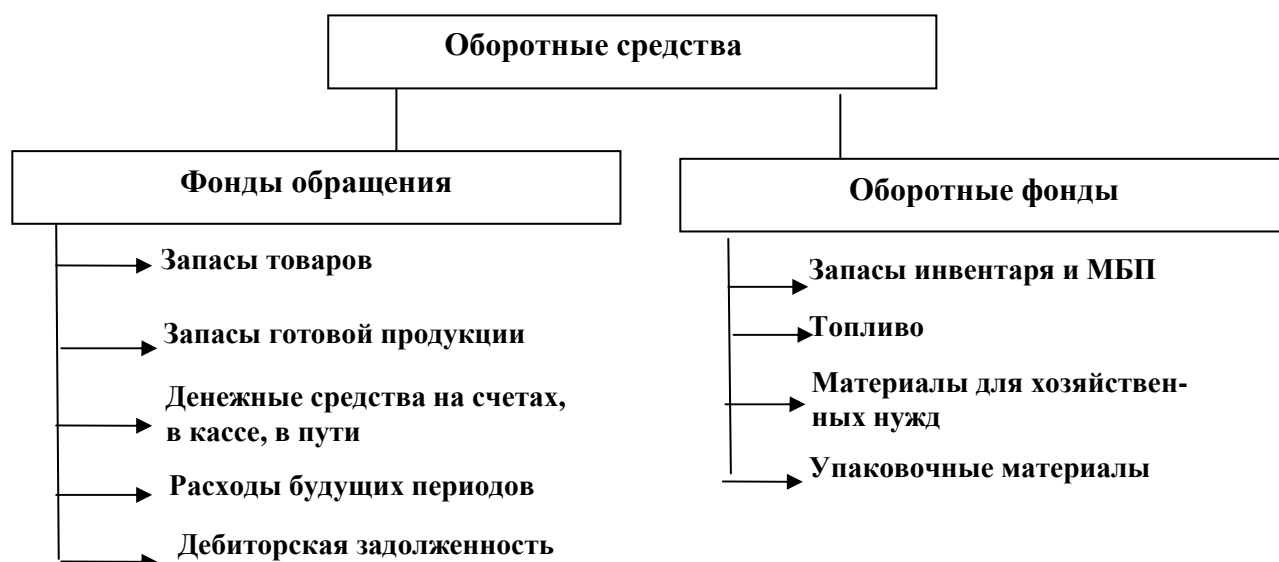 Оборотные средства
Фонды обращения
Запасы товаров
Запасы готовой продукции
Денежные средства на счетах,
в кассе, в пути
Расходы будущих периодов
Дебиторская задолженность
Оборотные фонды
Запасы инвентаря и МБП
Топливо
Материалы для хозяйствен-
ных нужд
Упаковочные материалы